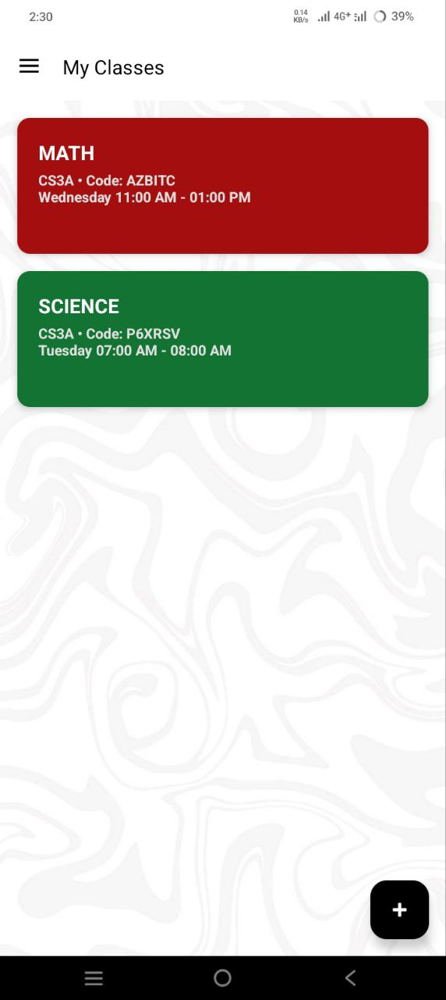 2:30
0.14
KB/s
4G+
39%
My Classes
MATH
CS3A • Code: AZBITC
Wednesday 11:00 AM - 01:00 PM
SCIENCE
CS3A • Code: P6XRSV
Tuesday 07:00 AM - 08:00 AM
+